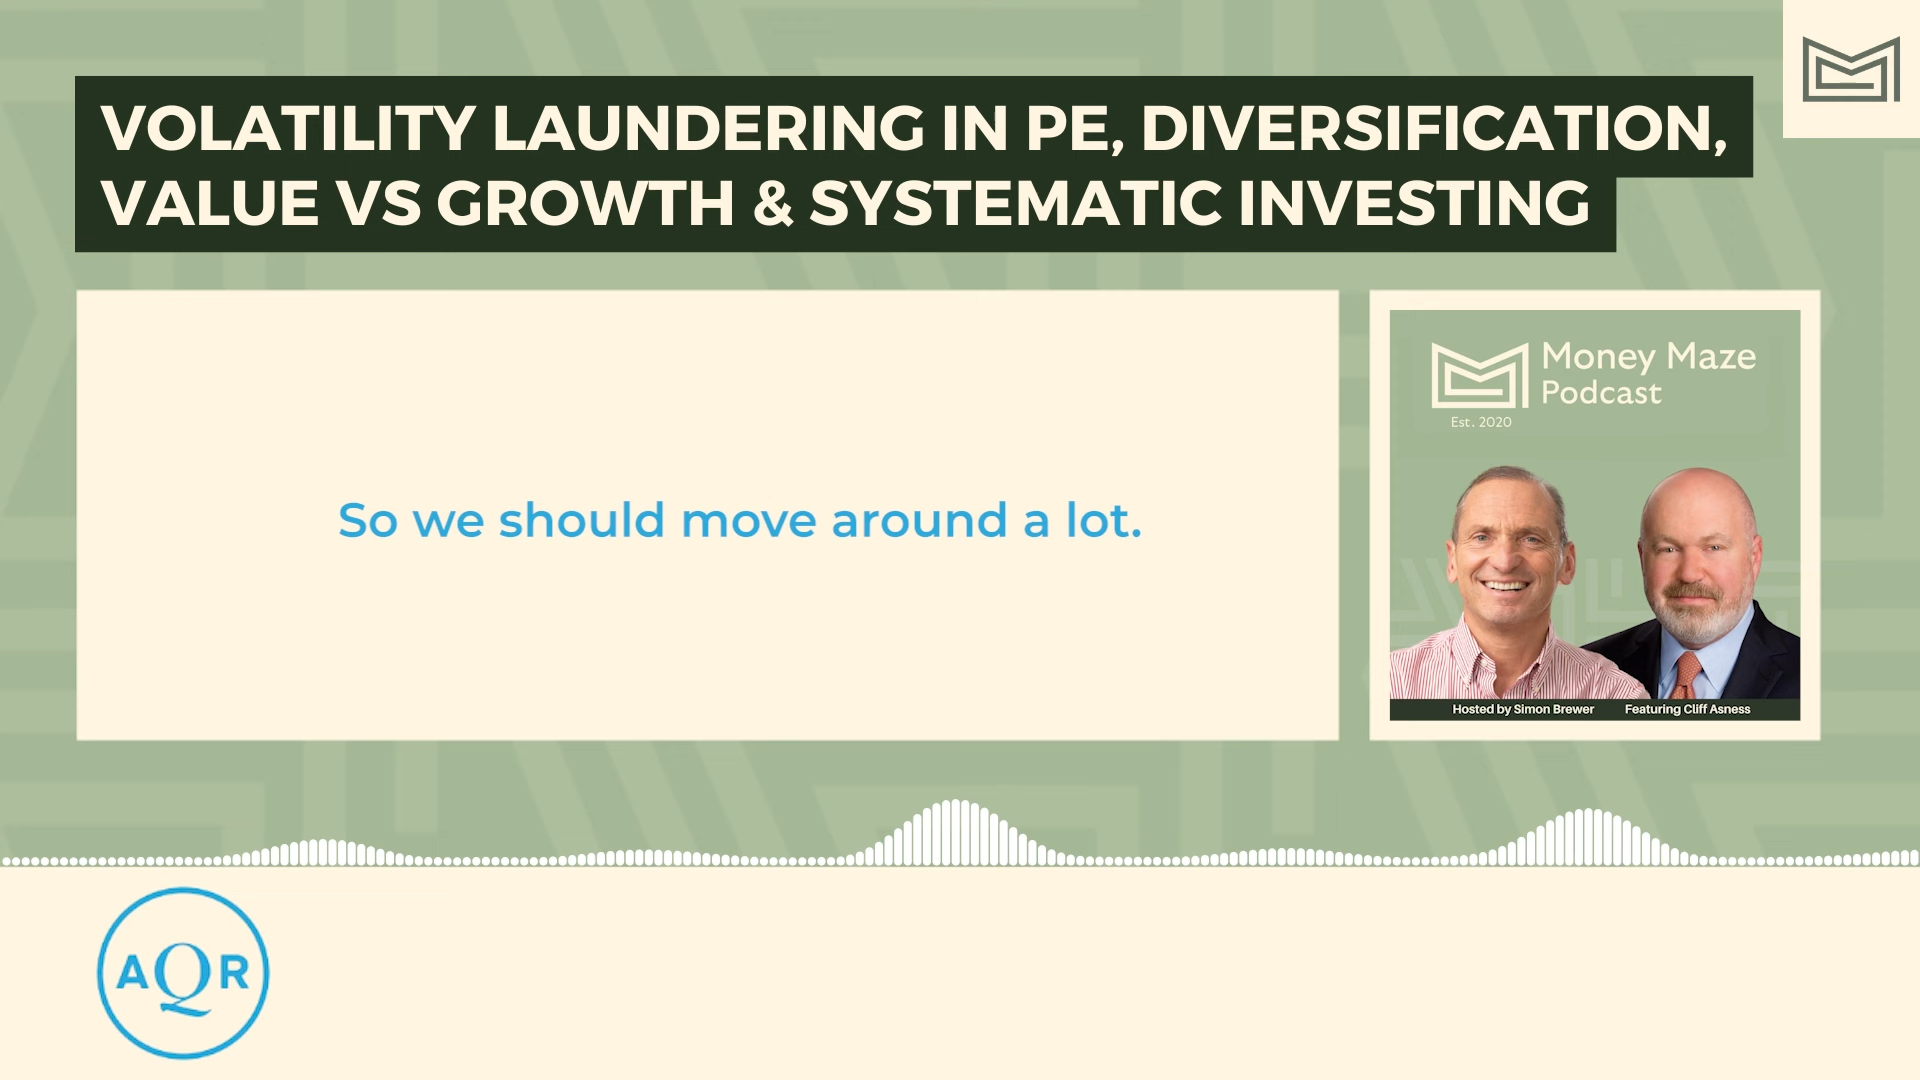 VOLATILITY LAUNDERING IN PE, DIVERSIFICATION,
VALUE VS GROWTH & SYSTEMATIC INVESTING
So we should move around a lot.
Money Maze
Podcast
Est. 2020
Hosted by Simon Brewer
Featuring Cliff Asness
AQR